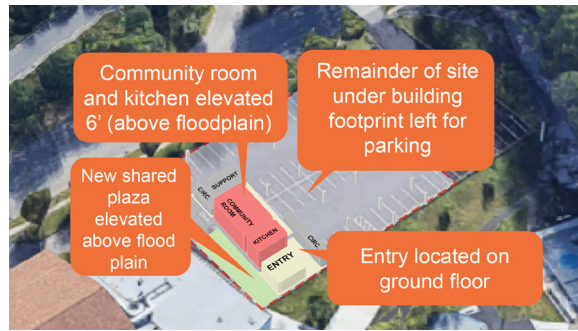 Community room
and kitchen elevated
6' (above floodplain)
Remainder of site
under building
footprint left for
parking
New shared
plaza
elevated
above flood
plain
SUPPORT
CIRC
COMMUNITY
ROOM
KITCHEN
CIRC
ENTRY
Entry located on
ground floor